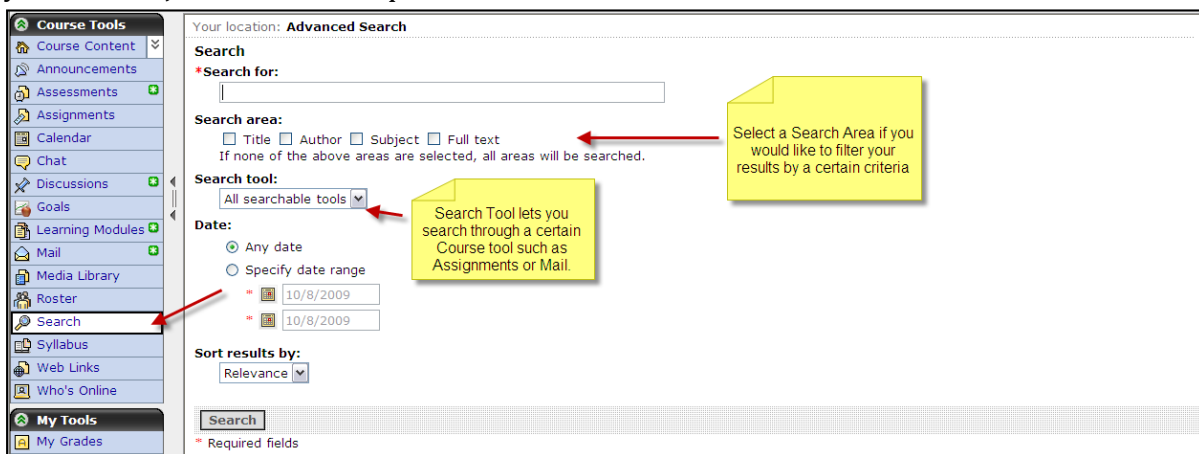 Course Tools
Course Content
Announcements
Assessments
Assignments
Calendar
Chat
Discussions
Goals
Learning Modules
Mail
Media Library
Roster
Search
Syllabus
Web Links
Who's Online
My Tools
My Grades
Your location: Advanced Search
Search
*Search for:
Search area:
Title Author Subject Full text
If none of the above areas are selected, all areas will be searched.
Search tool:
All searchable tools
Date:
Any date
Specify date range
* 10/8/2009
* 10/8/2009
Sort results by:
Relevance
Search
* Required fields
Select a Search Area if you
would like to filter your
results by a certain criteria
Search Tool lets you
search through a certain
Course tool such as
Assignments or Mail.